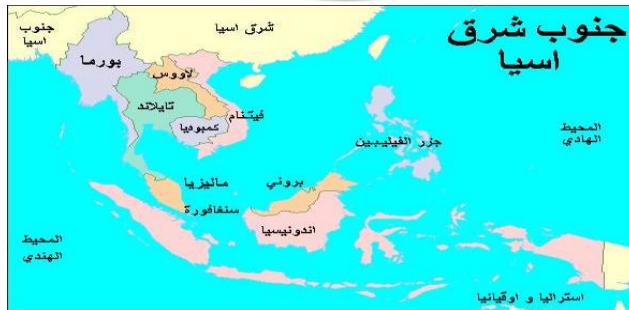 جنوب شرق
اسيا
شرق اسيا
جنوب
اسيا
بورما
لاووس
تايلاند
فيتنام
كمبوديا
جزر الفيليبين
المحيط
الهادي
ماليزيا
بروني
سنغافورة
اندونيسيا
المحيط
الهندي
استراليا و اوقيانيا